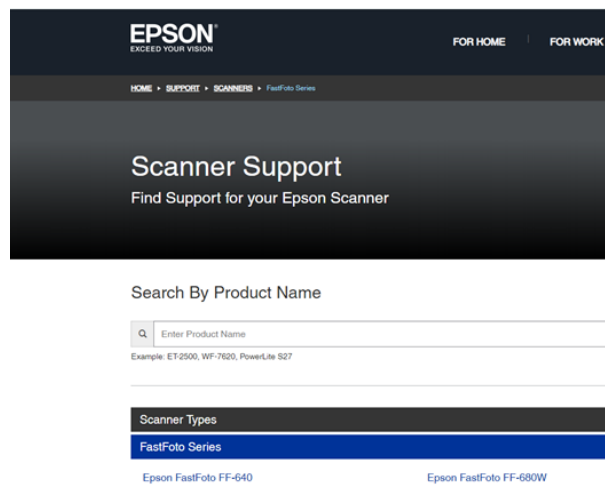 EPSON®
EXCEED YOUR VISION
FOR HOME
FOR WORK
HOME ▸ SUPPORT ▸ SCANNERS ▸ FastFoto Series
Scanner Support
Find Support for your Epson Scanner
Search By Product Name
Enter Product Name
Example: ET-2500, WF-7620, PowerLite S27
Scanner Types
FastFoto Series
Epson FastFoto FF-640
Epson FastFoto FF-680W